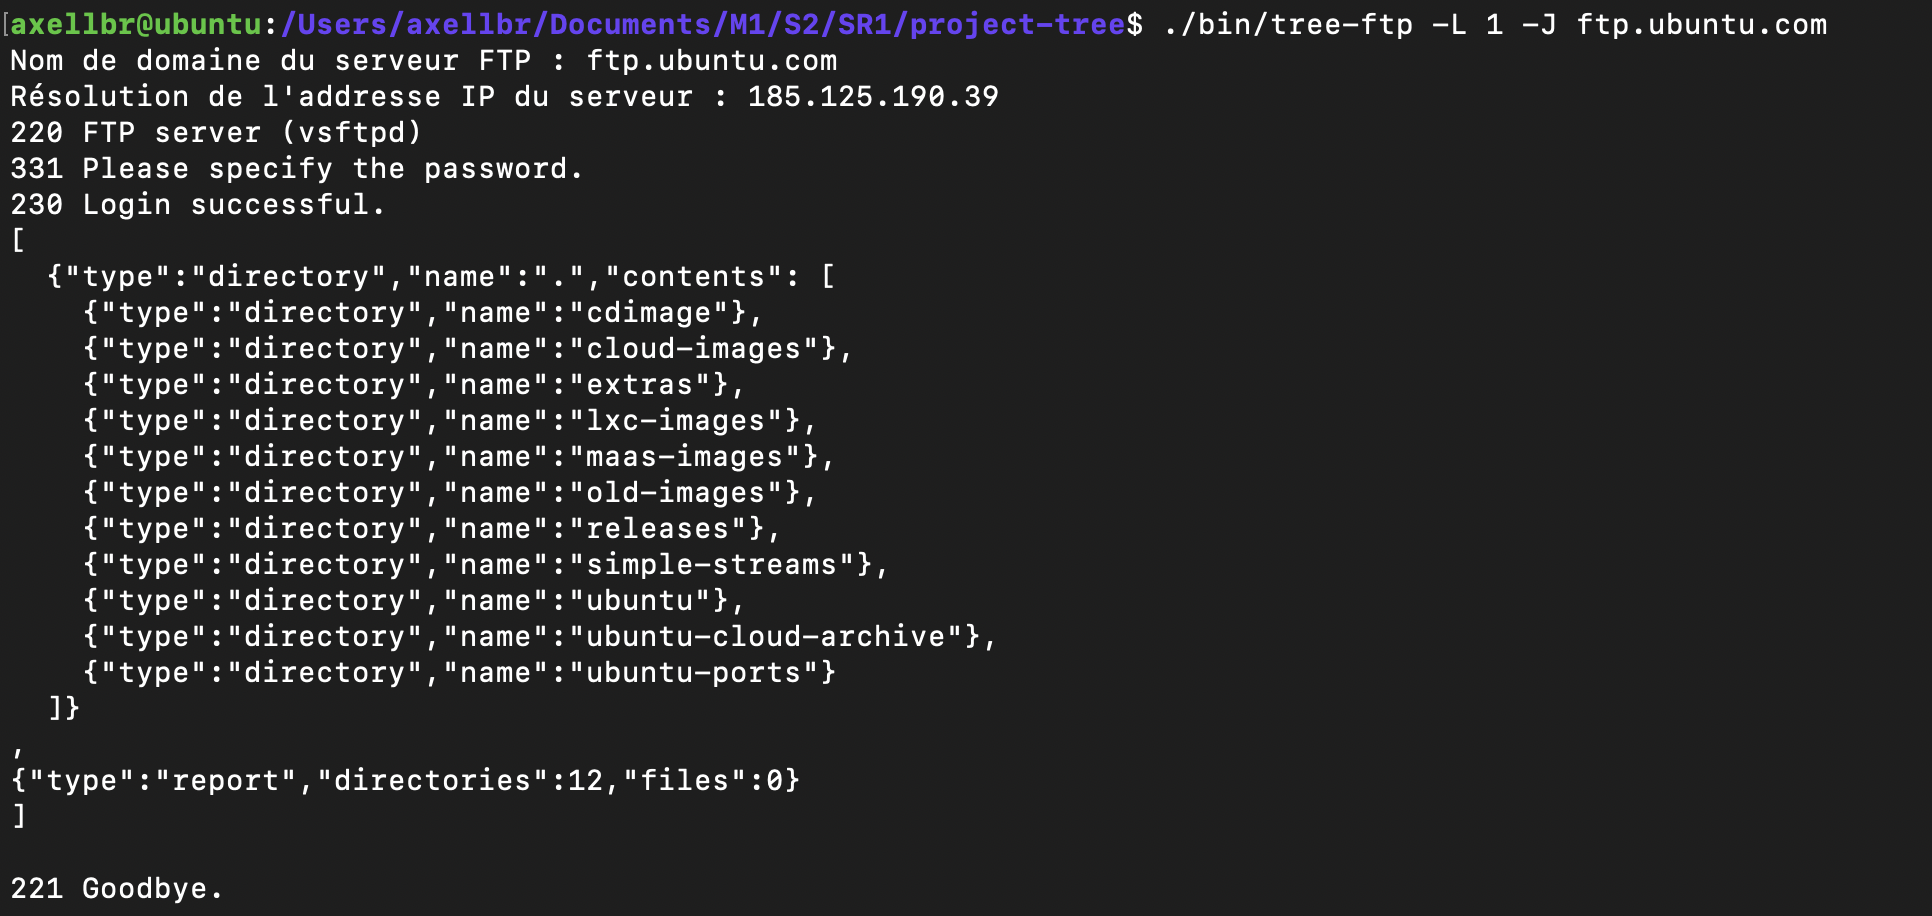 [axellbr@ubuntu:/Users/axellbr/Documents/M1/S2/SR1/project-tree$ ./bin/tree-ftp -L 1 -J ftp.ubuntu.com
Nom de domaine du serveur FTP : ftp.ubuntu.com
Résolution de l'addresse IP du serveur : 185.125.190.39
220 FTP server (vsftpd)
331 Please specify the password.
230 Login successful.
[
  {"type":"directory","name":".","contents": [
    {"type":"directory","name":"cdimage"},
    {"type":"directory","name":"cloud-images"},
    {"type":"directory","name":"extras"},
    {"type":"directory","name":"lxc-images"},
    {"type":"directory","name":"maas-images"},
    {"type":"directory","name":"old-images"},
    {"type":"directory","name":"releases"},
    {"type":"directory","name":"simple-streams"},
    {"type":"directory","name":"ubuntu"},
    {"type":"directory","name":"ubuntu-cloud-archive"},
    {"type":"directory","name":"ubuntu-ports"}
  ]}
,
{"type":"report","directories":12,"files":0}
]
221 Goodbye.